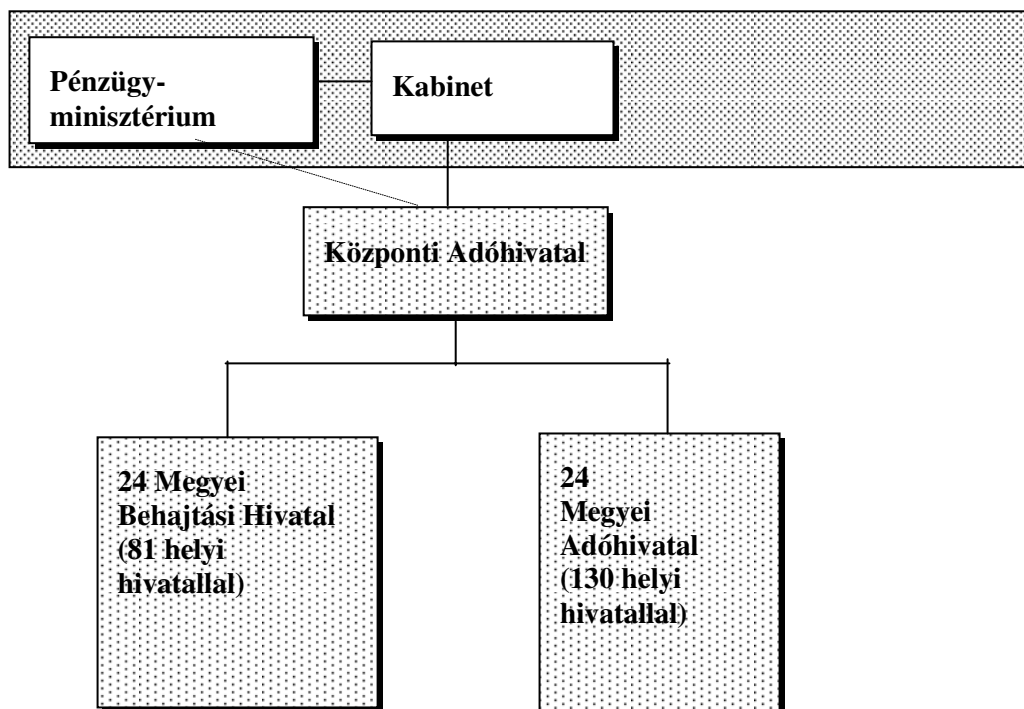 Pénzügy-
minisztérium
Kabinet
Központi Adóhivatal
24 Megyei
Behajtási Hivatal
(81 helyi
hivatallal)
24
Megyei
Adóhivatal
(130 helyi
hivatallal)